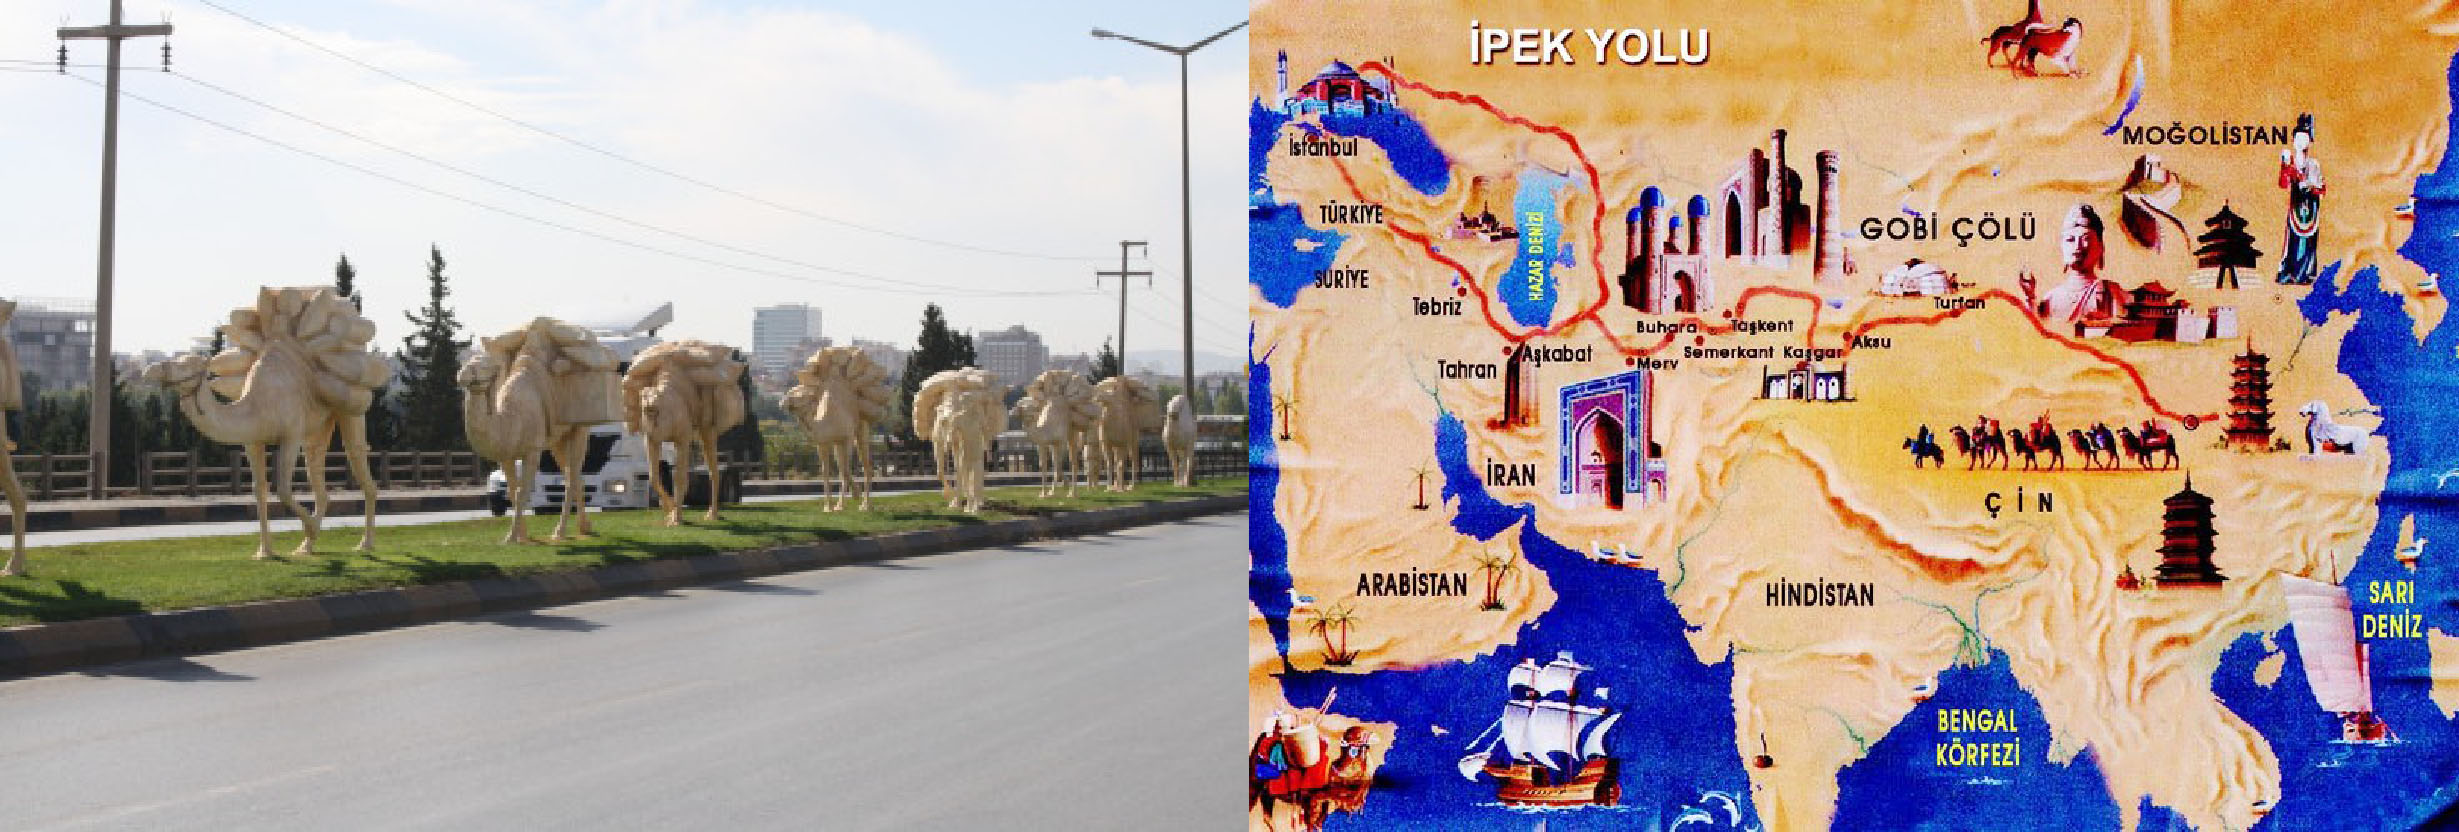 İPEK YOLU
MOĞOLİSTAN
İstanbul
TÜRKİYE
GOBİ ÇÖLÜ
HAZAR DENİZİ
SURİYE
Tebriz
Turfan
Buhara
Taşkent
Aksu
Semerkant
Kaşgar
Aşkabat
Merv
Tahran
İRAN
ÇİN
ARABİSTAN
HİNDİSTAN
SARI
DENİZ
BENGAL
KÖRFEZİ